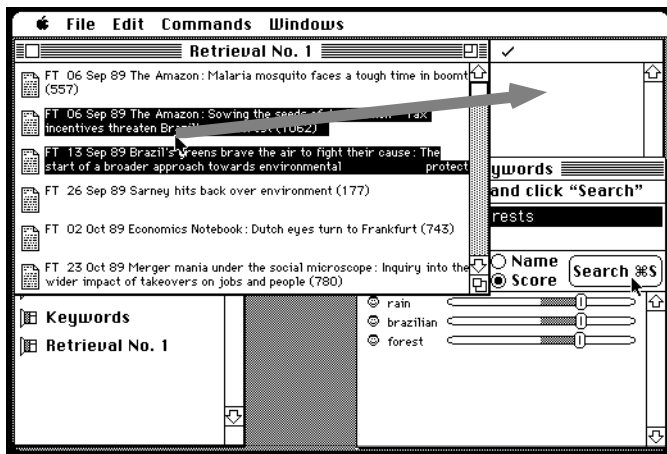 File Edit Commands Windows
Retrieval No. 1
FT 06 Sep 89 The Amazon: Malaria mosquito faces a tough time in boomt
(557)
FT 06 Sep 89 The Amazon: Sowing the seeds of
incentives threaten (1062)
FT 13 Sep 89 Brazil's greens brave the air to fight their cause: The
start of a broader approach towards environmental protect
FT 26 Sep 89 Sarney hits back over environment (177)
FT 02 Oct 89 Economics Notebook: Dutch eyes turn to Frankfurt (743)
FT 23 Oct 89 Merger mania under the social microscope: Inquiry into the
wider impact of takeovers on jobs and people (780)
ywords
and click “Search”
rests
Name
Score
Search ⌘S
rain
brazilian
forest
Keywords
Retrieval No. 1